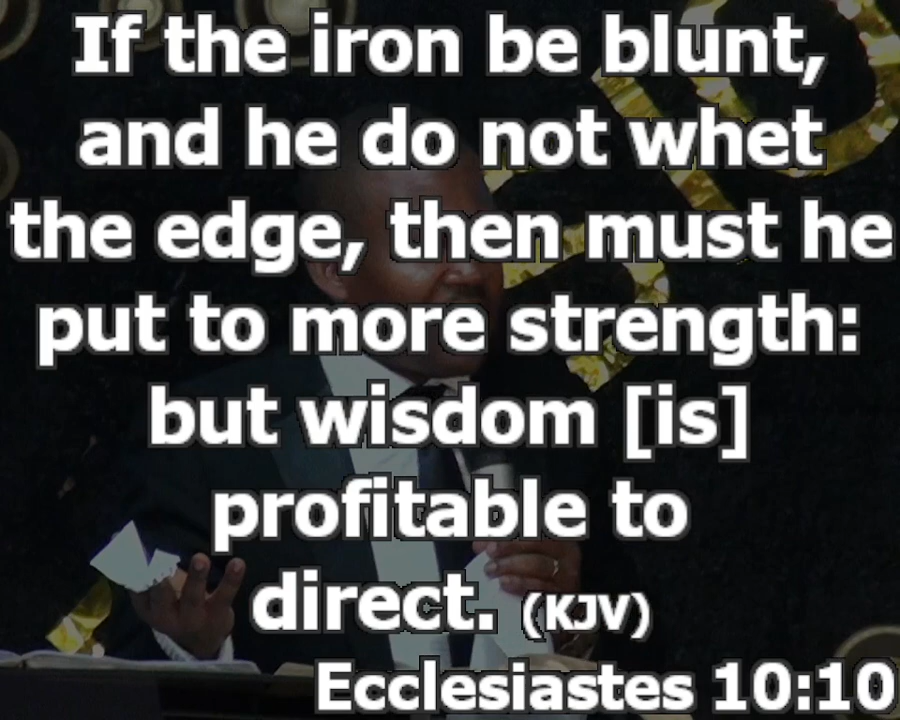 If the iron be blunt,
and he do not whet
the edge, then must he
put to more strength:
but wisdom [is]
profitable to
direct. (KJV)
Ecclesiastes 10:10